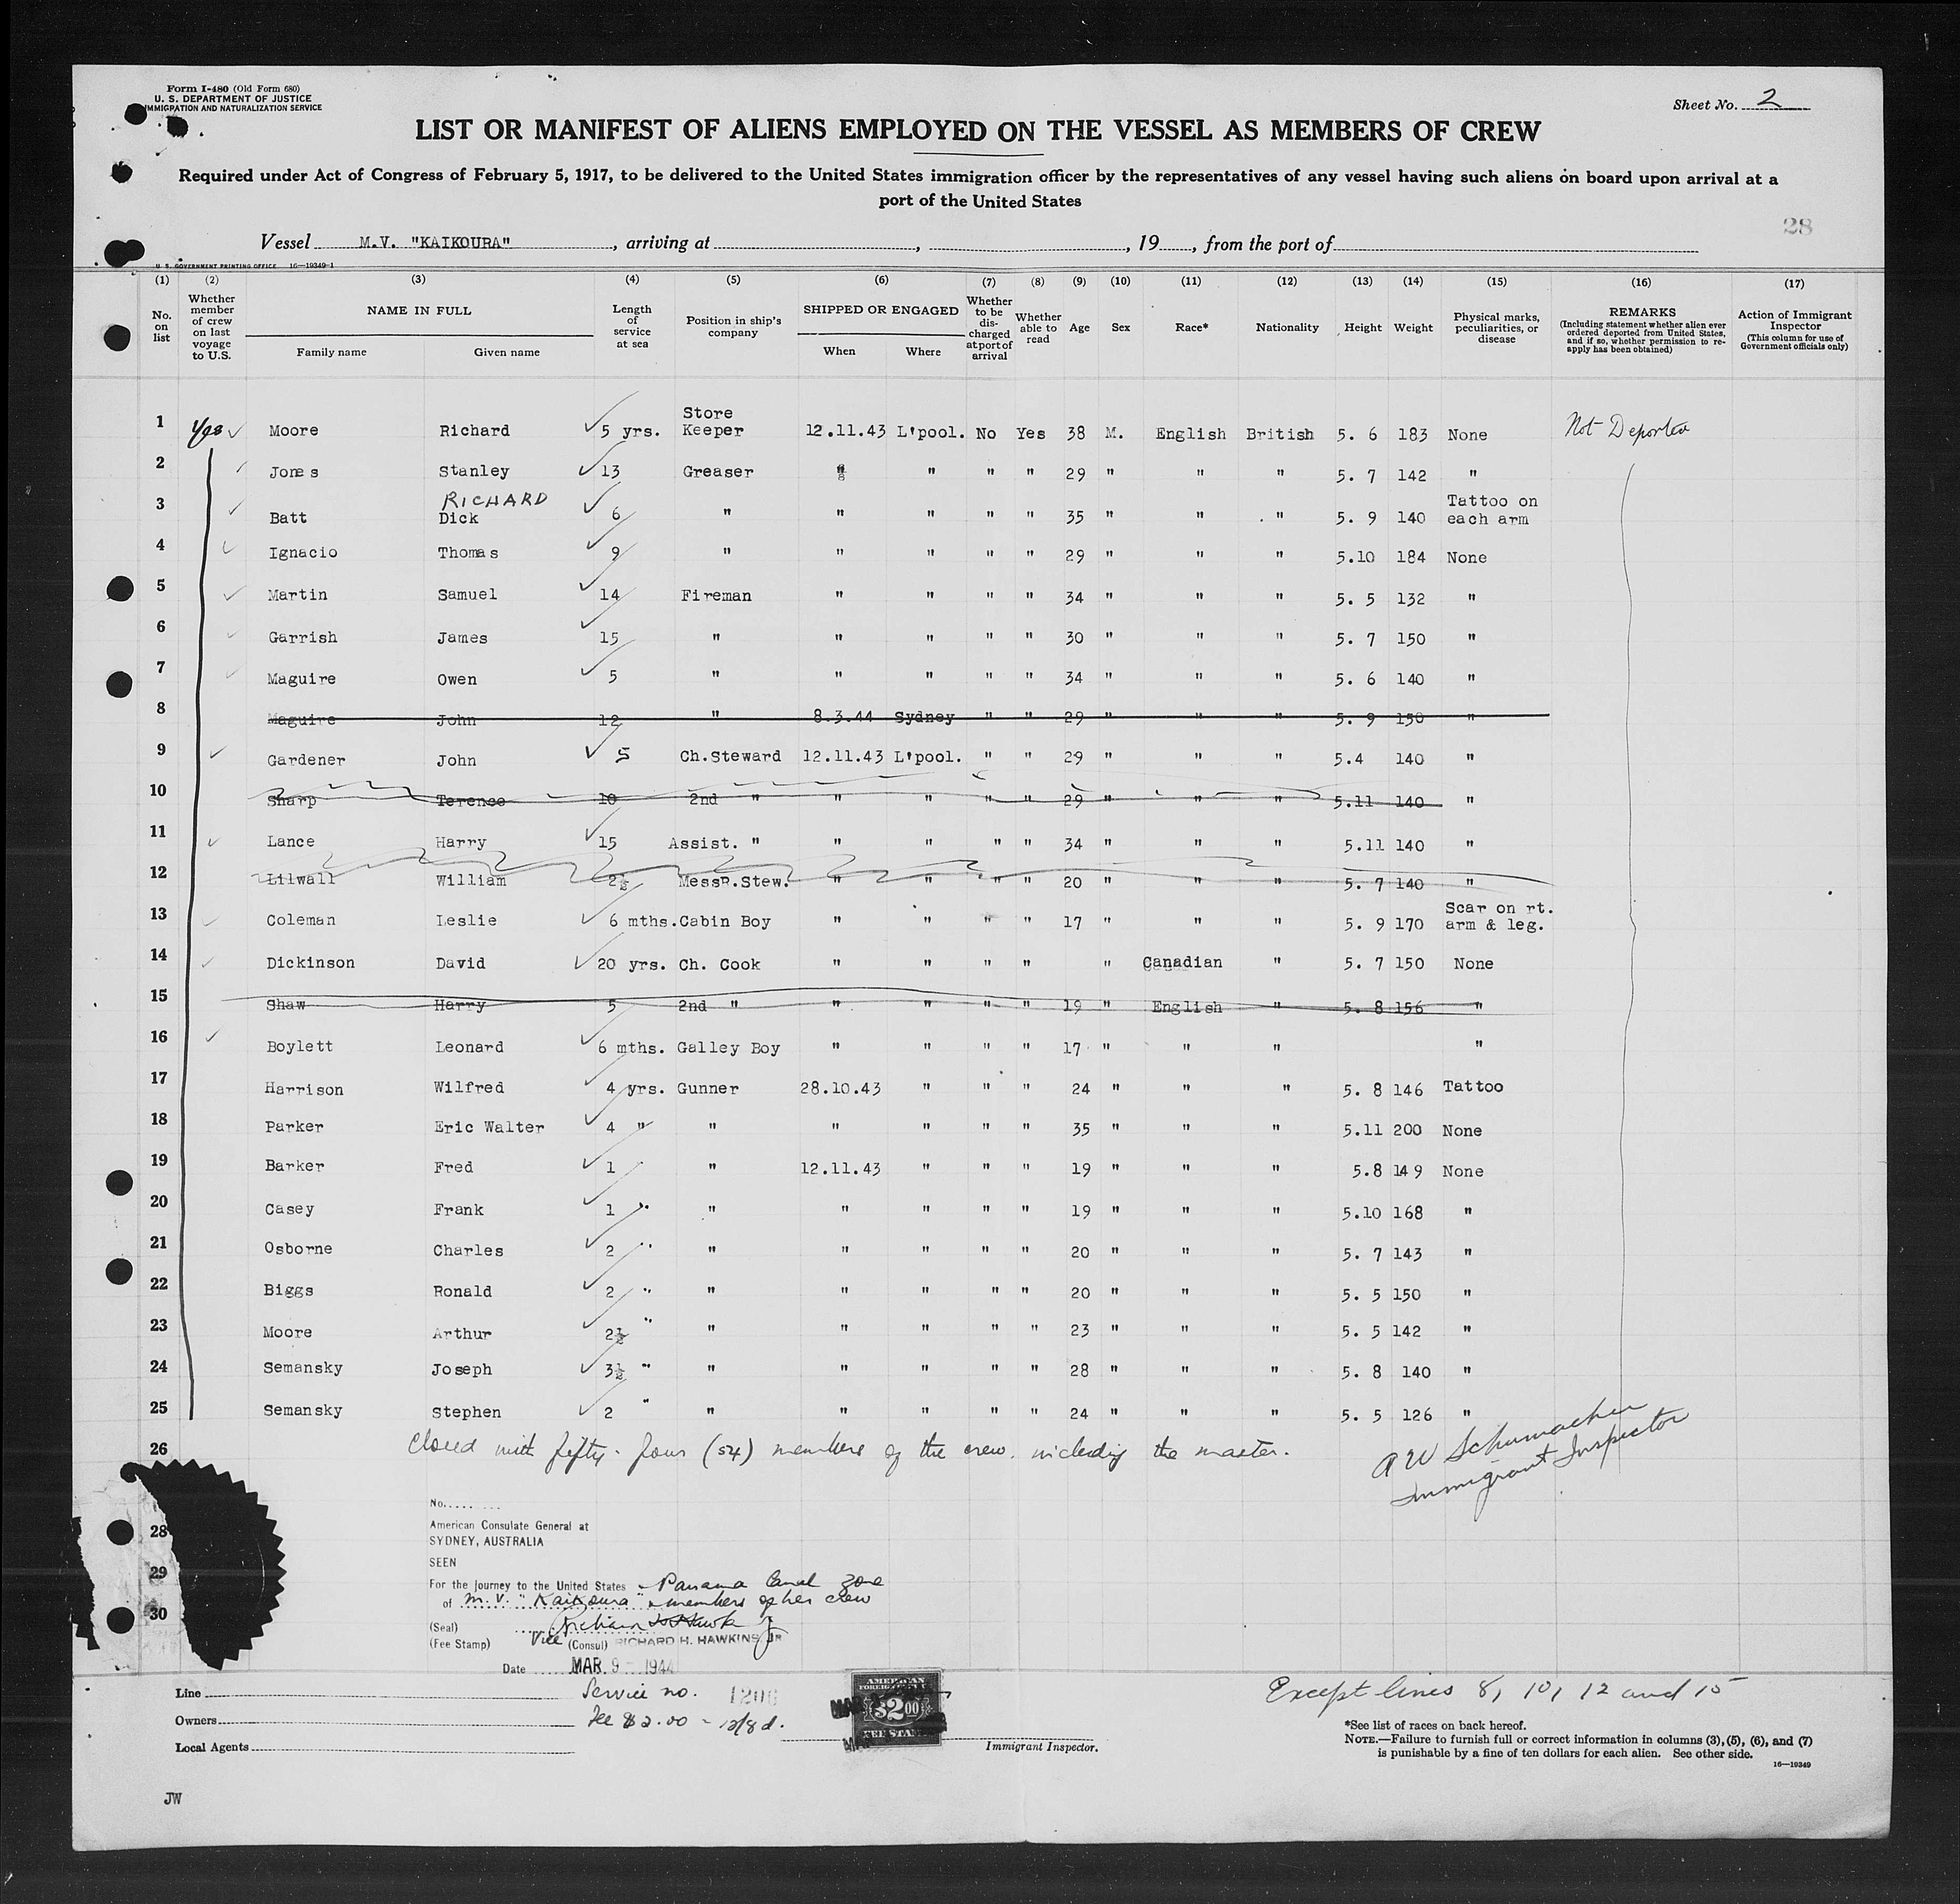 Form I-480 (Old Form 680)
U. S. DEPARTMENT OF JUSTICE
IMMIGRATION AND NATURALIZATION SERVICE
Sheet No. 2
LIST OR MANIFEST OF ALIENS EMPLOYED ON THE VESSEL AS MEMBERS OF CREW
Required under Act of Congress of February 5, 1917, to be delivered to the United States immigration officer by the representatives of any vessel having such aliens on board upon arrival at a
port of the United States
28
Vessel M.V. "KAIKOURA" , arriving at , , 19 , from the port of
U. S. GOVERNMENT PRINTING OFFICE 16—19349-1
(1) (2) (3) (4) (5) (6) (7) (8) (9) (10) (11) (12) (13) (14) (15) (16) (17)
No. on list
Whether member of crew on last voyage to U.S.
NAME IN FULL
Family name Given name
Length of service at sea
Position in ship's company
SHIPPED OR ENGAGED
When Where
Whether to be discharged at port of arrival
Whether able to read
Age
Sex
Race*
Nationality
Height
Weight
Physical marks, peculiarities, or disease
REMARKS
(Including statement whether alien ever ordered deported from United States, and if so, whether permission to re-apply has been obtained)
Action of Immigrant Inspector
(This column for use of Government officials only)
1 Yes Moore Richard 5 yrs. Store Keeper 12.11.43 L'pool. No Yes 38 M. English British 5. 6 183 None Not Deported
2 Jones Stanley 13 Greaser " " " " 29 " " " 5. 7 142 "
3 Batt RICHARD Dick 6 " " " " " 35 " " " 5. 9 140 Tattoo on each arm
4 Ignacio Thomas 9 " " " " " 29 " " " 5.10 184 None
5 Martin Samuel 14 Fireman " " " " 34 " " " 5. 5 132 "
6 Garrish James 15 " " " " " 30 " " " 5. 7 150 "
7 Maguire Owen 5 " " " " " 34 " " " 5. 6 140 "
8 Maguire John 12 " 8.3.44 Sydney " " 29 " " " 5. 9 150 "
9 Gardener John 5 Ch.Steward 12.11.43 L'pool. " " 29 " " " 5.4 140 "
10 Sharp Terence 10 2nd " " " " " 29 " " " 5.11 140 "
11 Lance Harry 15 Assist. " " " " " 34 " " " 5.11 140 "
12 Lilwall William 2½ MessR.Stew. " " " " 20 " " " 5. 7 140 "
13 Coleman Leslie 6 mths. Cabin Boy " " " " 17 " " " 5. 9 170 Scar on rt. arm & leg.
14 Dickinson David 20 yrs. Ch. Cook " " " " " Canadian " 5. 7 150 None
15 Shaw Harry 5 2nd " " " " " 19 " English " 5. 8 156 "
16 Boylett Leonard 6 mths. Galley Boy " " " " 17 " " " "
17 Harrison Wilfred 4 yrs. Gunner 28.10.43 " " " 24 " " " 5. 8 146 Tattoo
18 Parker Eric Walter 4 " " " " " " 35 " " " 5.11 200 None
19 Barker Fred 1 " 12.11.43 " " " 19 " " " 5.8 149 None
20 Casey Frank 1 " " " " " " 19 " " " 5.10 168 "
21 Osborne Charles 2 " " " " " " 20 " " " 5. 7 143 "
22 Biggs Ronald 2 " " " " " " 20 " " " 5. 5 150 "
23 Moore Arthur 2½ " " " " " " 23 " " " 5. 5 142 "
24 Semansky Joseph 3½ " " " " " " 28 " " " 5. 8 140 "
25 Semansky Stephen 2 " " " " " " 24 " " " 5. 5 126 "
26 Closed with fifty-four (54) members of the crew. including the master.
A W Schumacher
Immigrant Inspector
No.
American Consulate General at
28
SYDNEY, AUSTRALIA
SEEN
29
For the journey to the United States - Panama Canal Zone
of M.V. "Kaikoura" & members of her crew
30
(Seal)
(Fee Stamp) Vice (Consul) RICHARD H. HAWKINS JR
Date MAR 9 - 1944
Line
Service no. 1206
Owners
Fee $2.00 - 12/8d.
Local Agents
AMERICAN
FOREIGN SERVICE
$2.00
FEE STAMP
Immigrant Inspector.
Except lines 8, 10, 12 and 15
*See list of races on back hereof.
NOTE.—Failure to furnish full or correct information in columns (3), (5), (6), and (7)
is punishable by a fine of ten dollars for each alien. See other side.
16—19349
JW